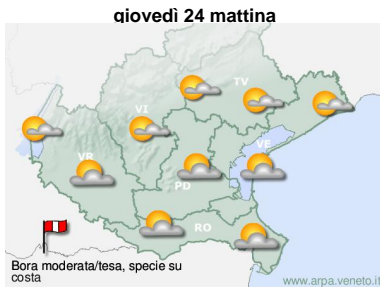 giovedì 24 mattina
TV
VI
VE
VR
PD
RO
Bora moderata/tesa, specie su
costa
www.arpa.veneto.it